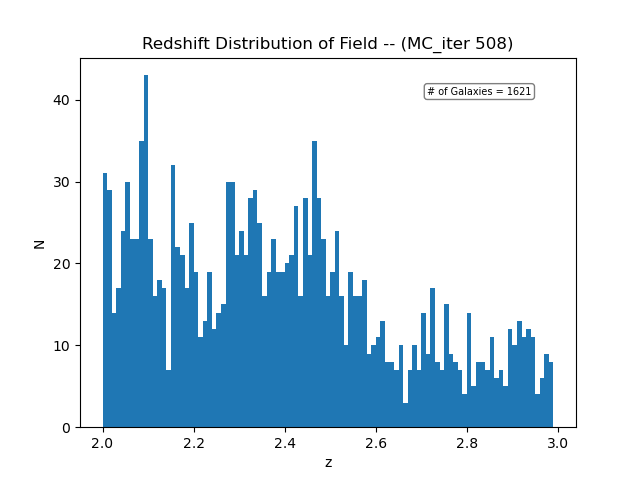 Redshift Distribution of Field -- (MC_iter 508)
# of Galaxies = 1621
40
30
20
10
0
N
2.0 2.2 2.4 2.6 2.8 3.0
z